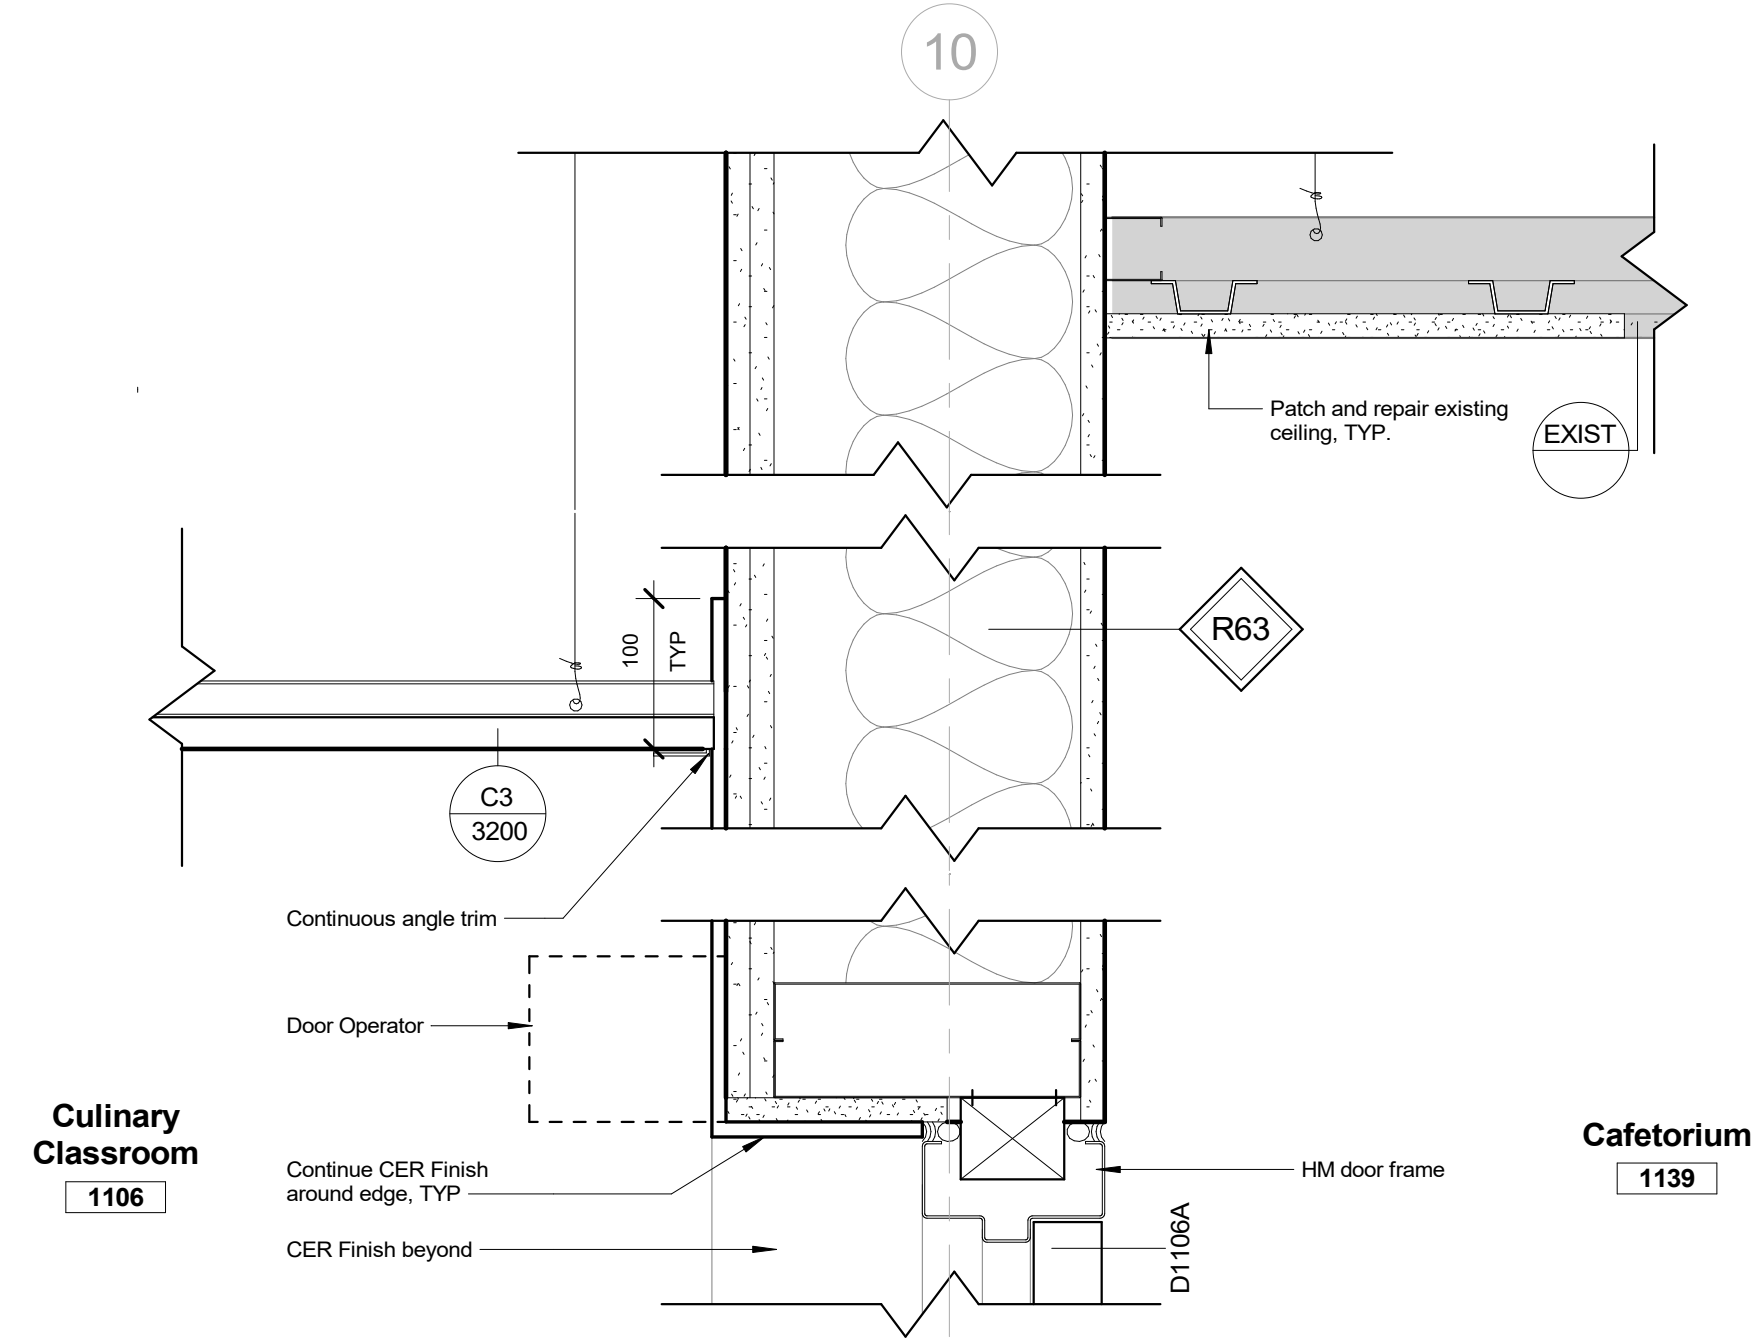 10
Patch and repair existing
ceiling, TYP.
EXIST
100
TYP
R63
C3
3200
Continuous angle trim
Door Operator
Culinary
Classroom
1106
Continue CER Finish
around edge, TYP
CER Finish beyond
HM door frame
D1106A
Cafetorium
1139